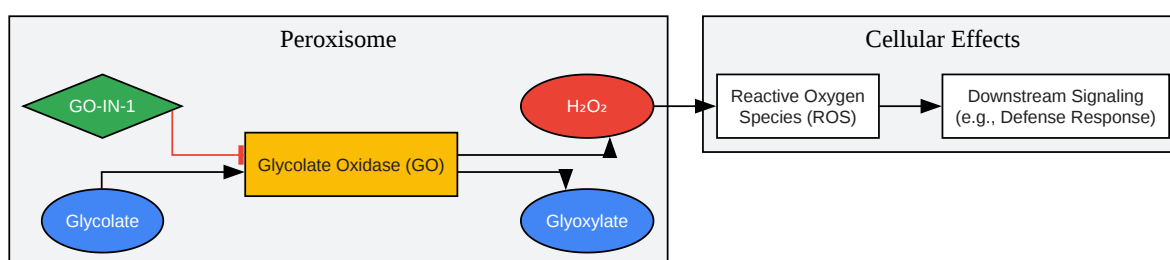 Peroxisome
GO-IN-1
Glycolate
Glycolate Oxidase (GO)
H₂O₂
Glyoxylate
Cellular Effects
Reactive Oxygen
Species (ROS)
Downstream Signaling
(e.g., Defense Response)